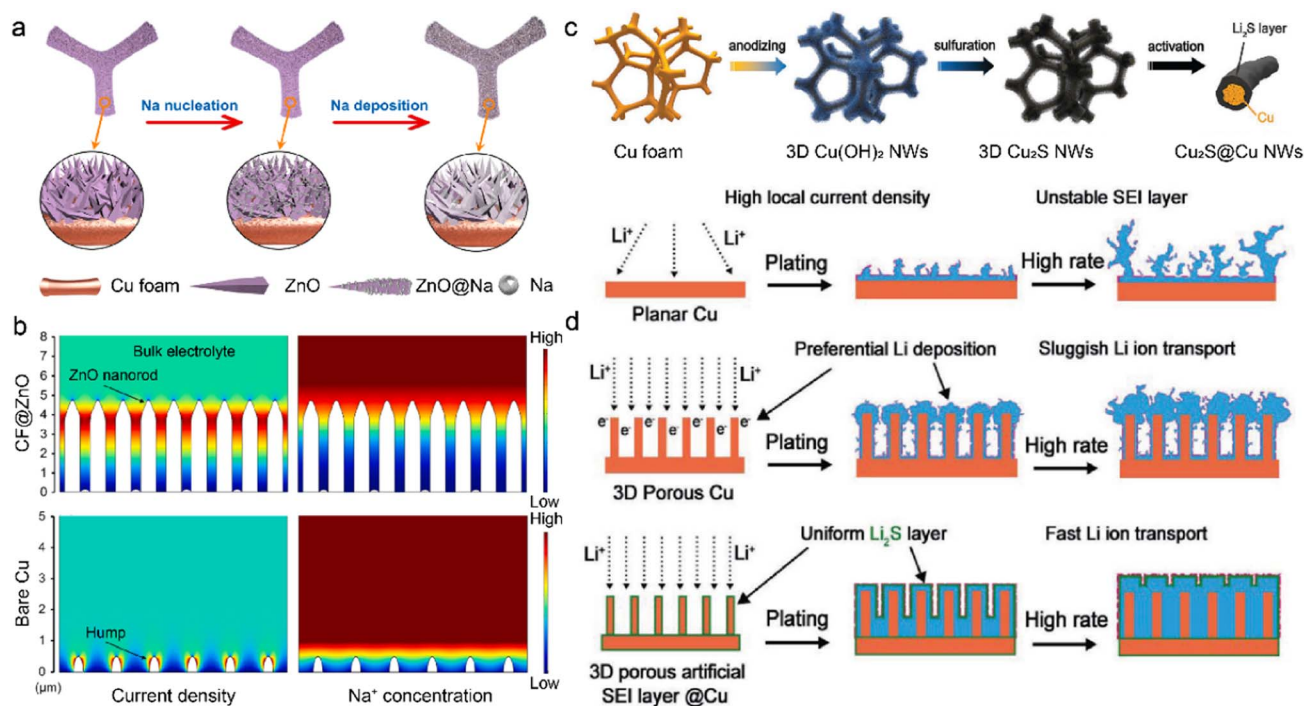 a
Na nucleation
Na deposition
Cu foam
ZnO
ZnO@Na
Na
b
CF@ZnO
8
7
6
5
4
3
2
1
0
Bulk electrolyte
ZnO nanorod
High
Low
Bare Cu
5
4
3
2
1
0
(μm)
Hump
High
Low
Current density
Na⁺ concentration
c
anodizing
sulfuration
activation
Li₂S layer
Cu
Cu foam
3D Cu(OH)₂ NWs
3D Cu₂S NWs
Cu₂S@Cu NWs
High local current density
Unstable SEI layer
Li⁺
Li⁺
Plating
High rate
Planar Cu
d
Preferential Li deposition
Sluggish Li ion transport
Li⁺
Li⁺
e⁻ e⁻ e⁻ e⁻ e⁻ e⁻ e⁻
Plating
High rate
3D Porous Cu
Uniform Li₂S layer
Fast Li ion transport
Li⁺
Li⁺
Plating
High rate
3D porous artificial
SEI layer @Cu